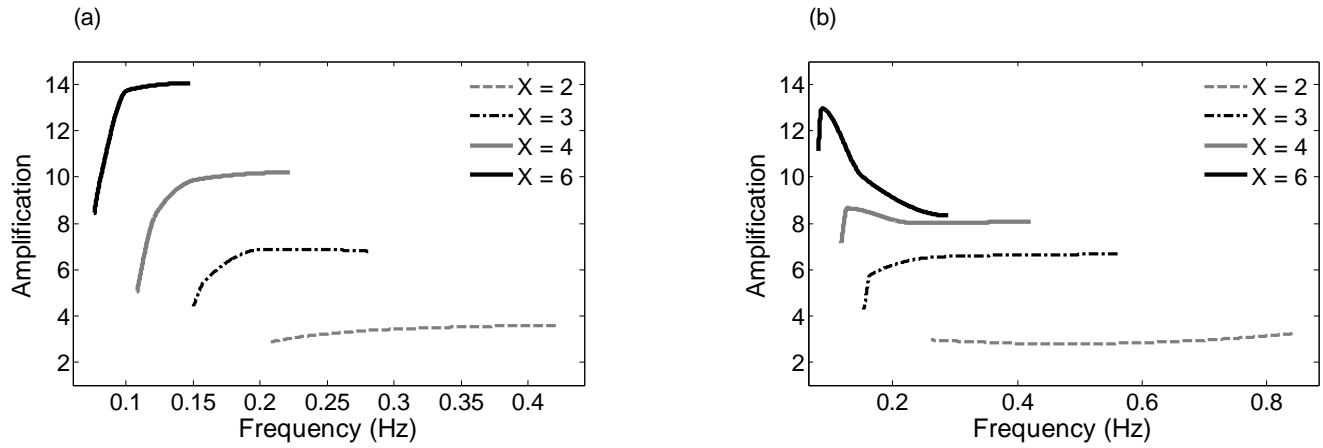 (a)
14
12
10
8
6
4
2
Amplification
0.1 0.15 0.2 0.25 0.3 0.35 0.4
Frequency (Hz)
X = 2
X = 3
X = 4
X = 6
(b)
14
12
10
8
6
4
2
Amplification
0.2 0.4 0.6 0.8
Frequency (Hz)
X = 2
X = 3
X = 4
X = 6